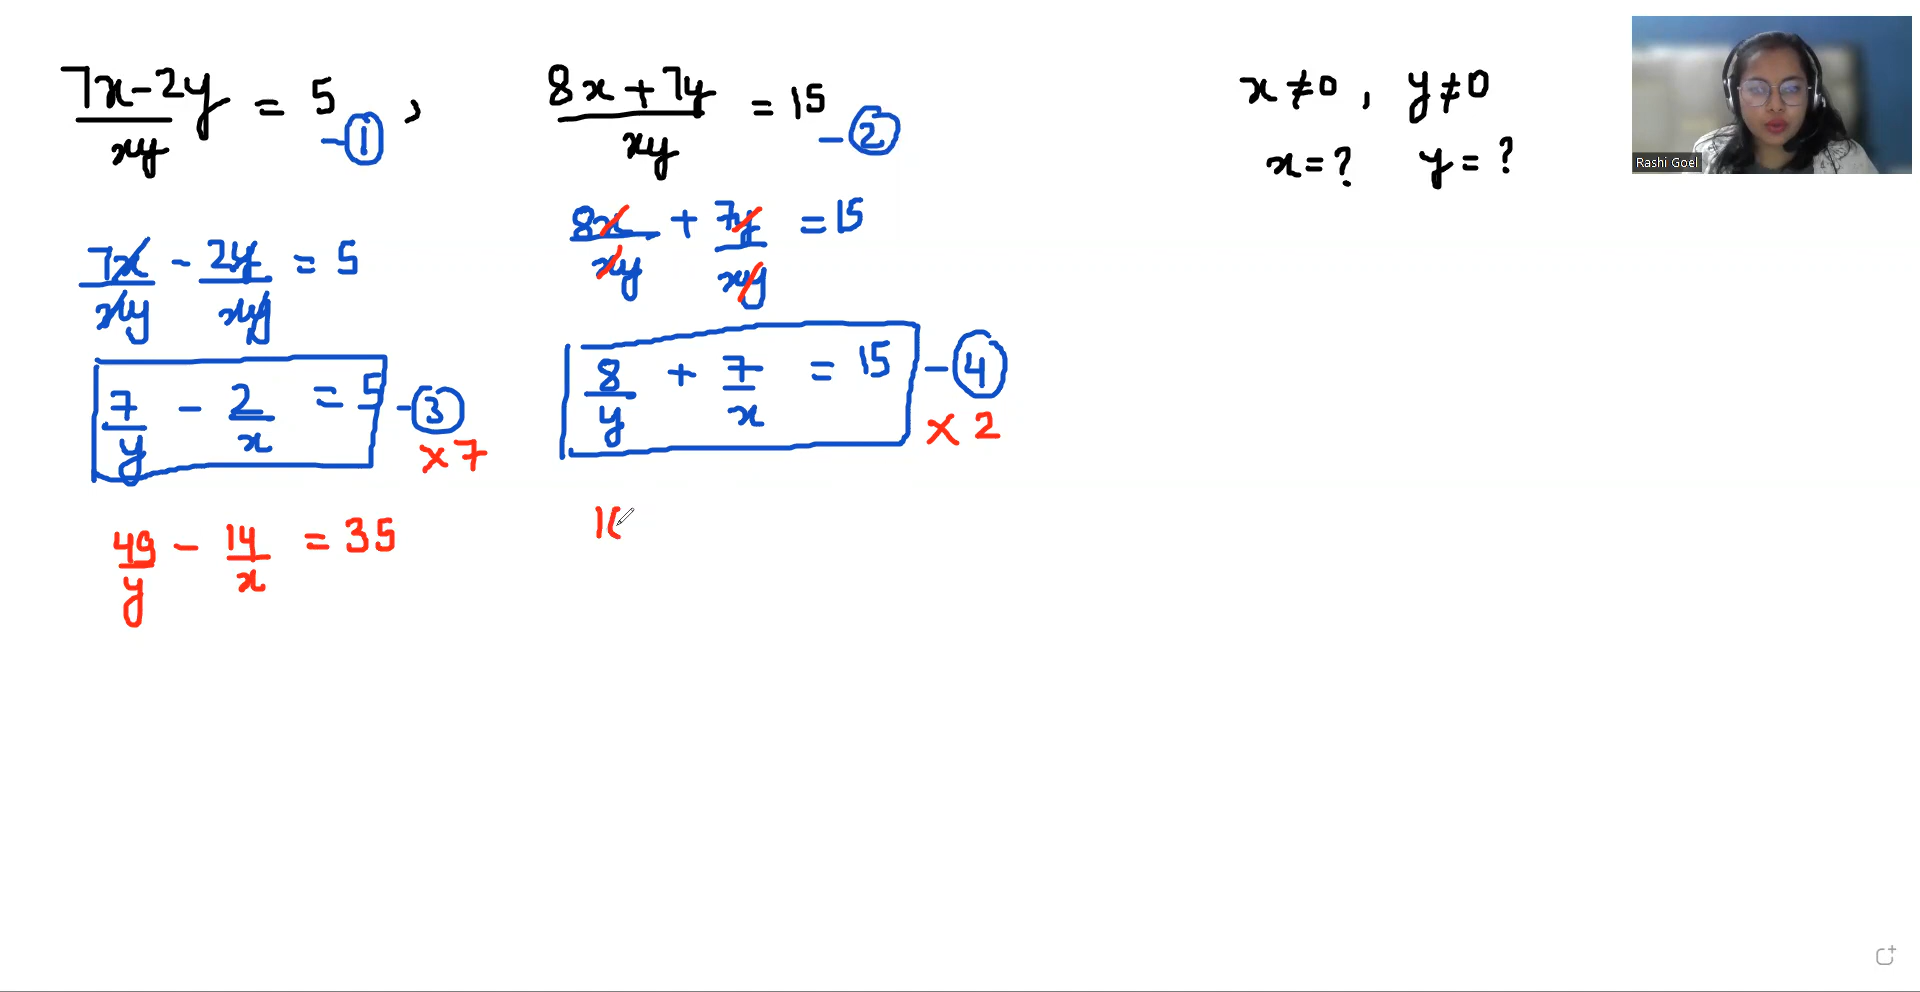 7x-2y/xy = 5 -①, 8x+7y/xy = 15 -② x≠0, y≠0
x=? y=?
Rashi Goel
7x/xy - 2y/xy = 5 8x/xy + 7y/xy = 15
7/y - 2/x = 5 -③ ×7 8/y + 7/x = 15 -④ ×2
49/y - 14/x = 35